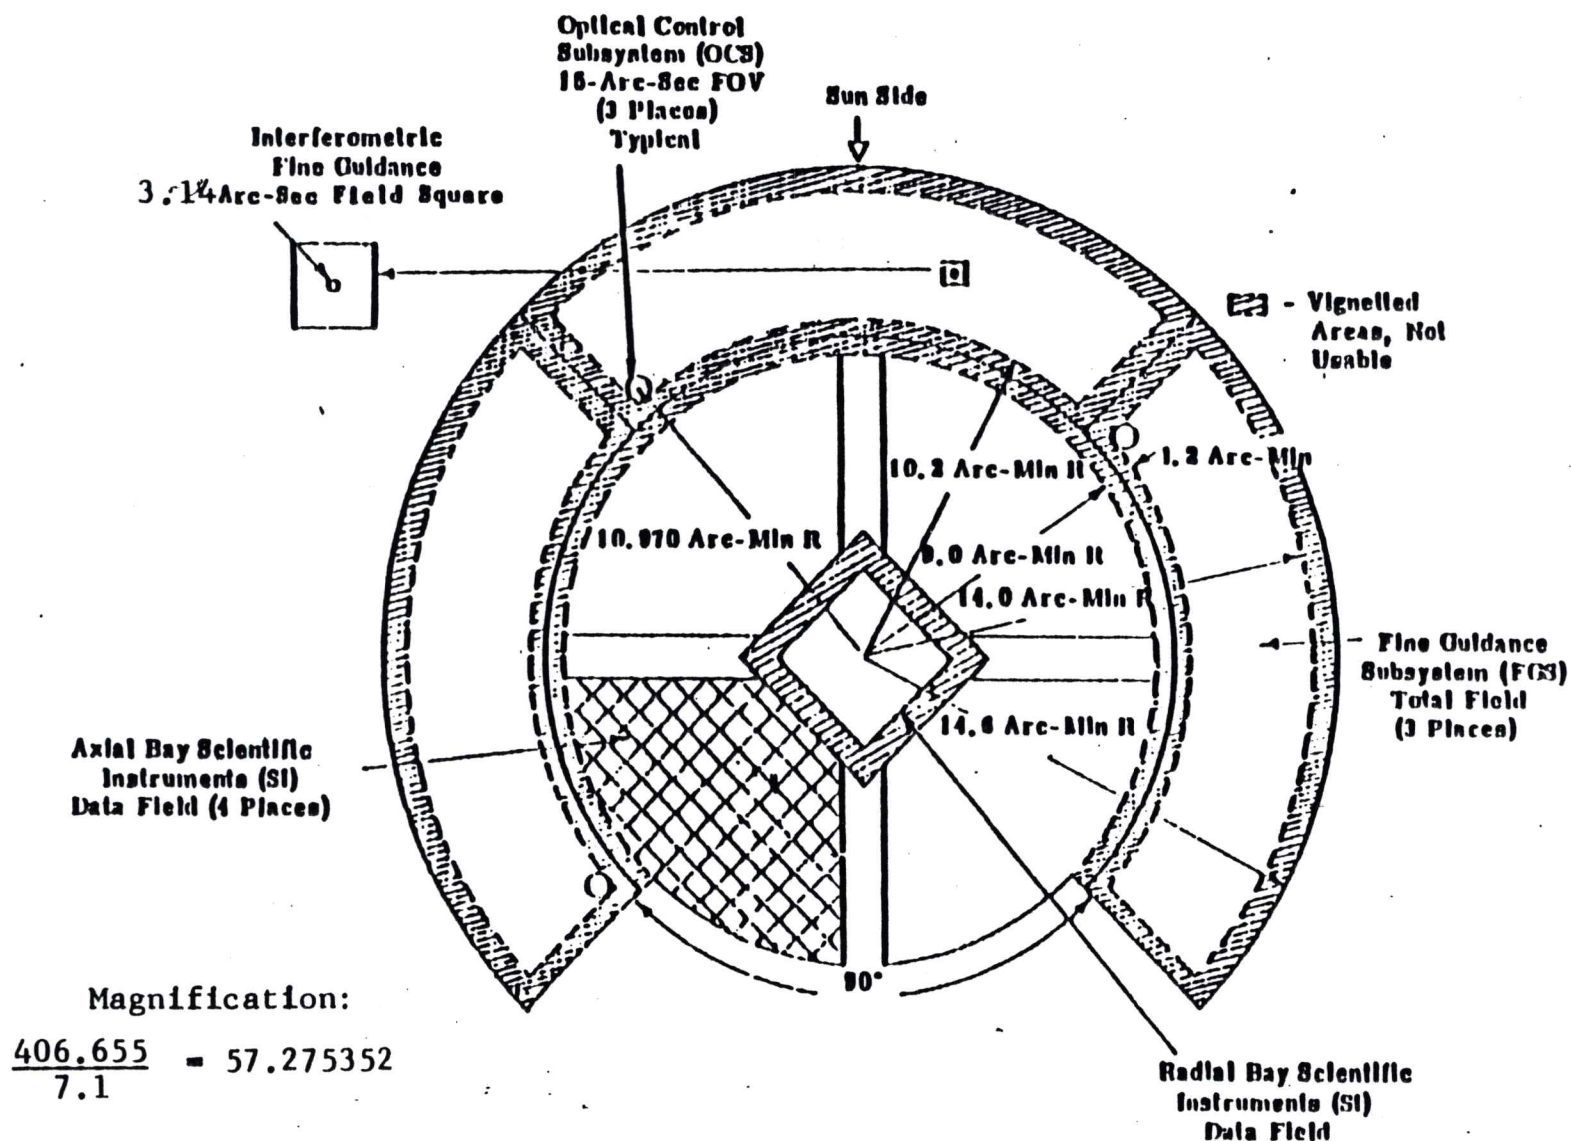 Optical Control
Subsystem (OCS)
16-Arc-Sec FOV
(3 Places)
Typical
Sun Side
Interferometric
Fine Guidance
Arc-Sec Field Square
- Vignetted
Areas, Not
Usable
10.2 Arc-Min R
1.2 Arc-Min
10.970 Arc-Min R
9.0 Arc-Min R
14.0 Arc-Min R
Fine Guidance
Subsystem (FGS)
Total Field
(3 Places)
14.6 Arc-Min R
Axial Bay Scientific
Instruments (SI)
Data Field (4 Places)
90°
Magnification:
406.655
7.1
= 57.275352
Radial Bay Scientific
Instruments (SI)
Data Field